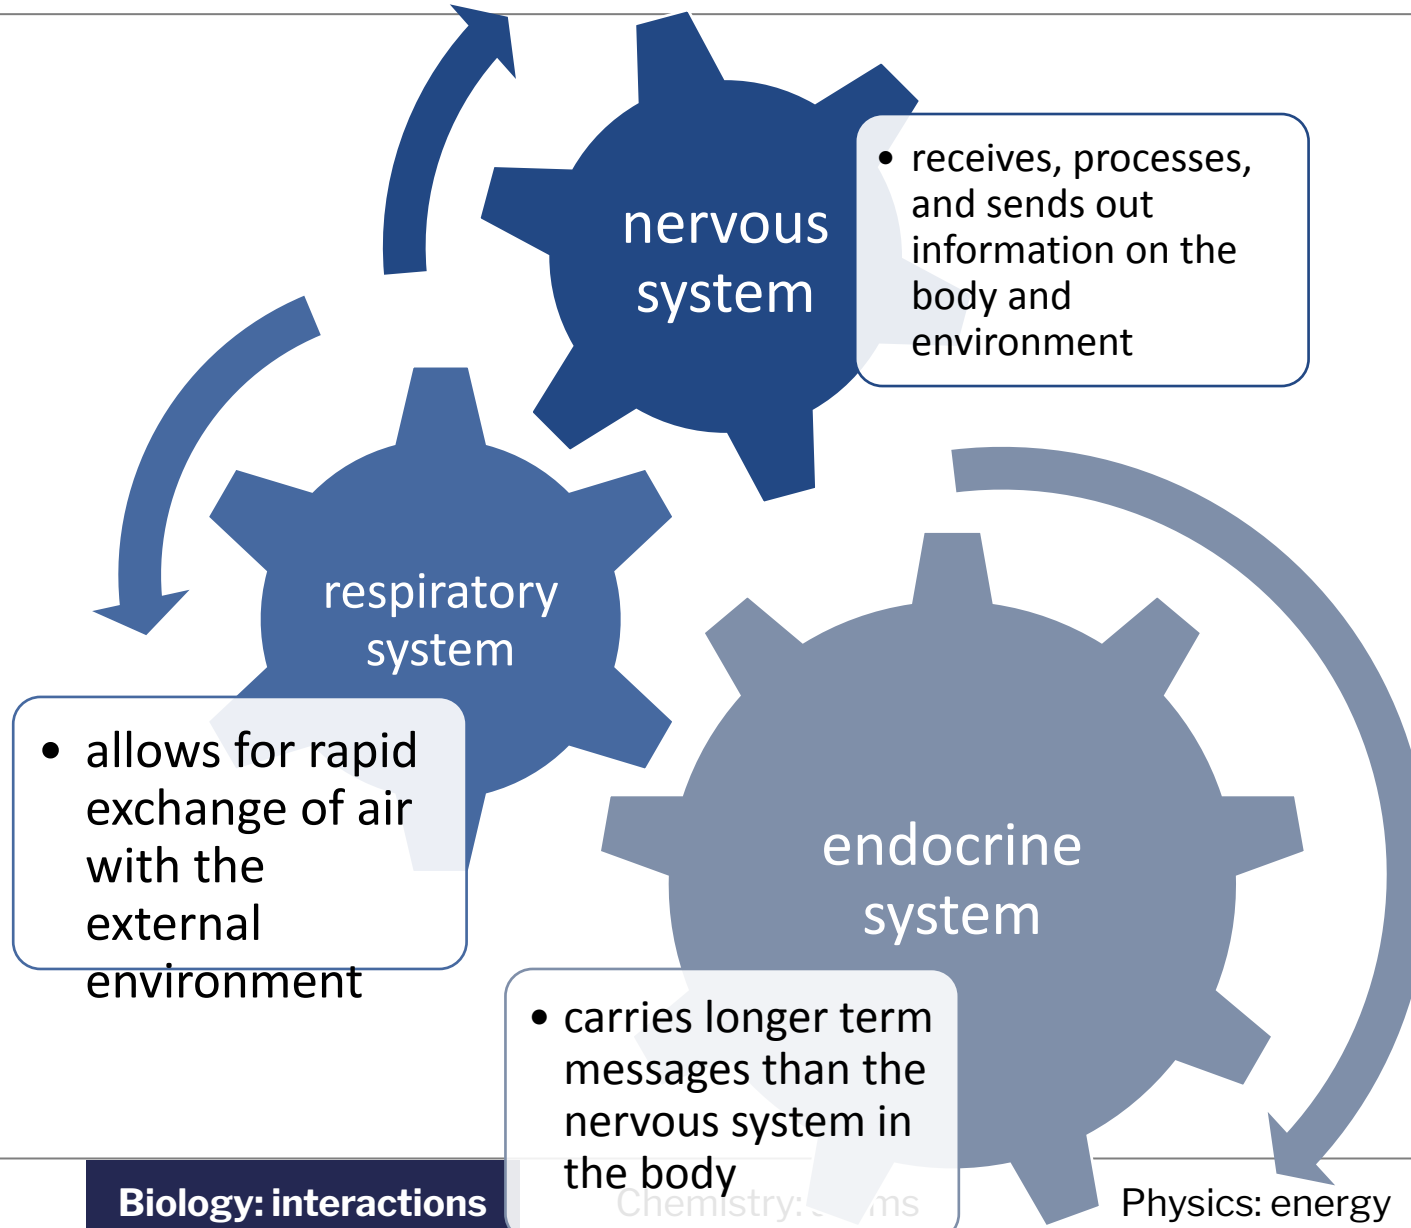 nervous
system
• receives, processes,
and sends out
information on the
body and
environment
respiratory
system
• allows for rapid
exchange of air
with the
external
environment
endocrine
system
• carries longer term
messages than the
nervous system in
the body
Biology: interactions
Chemistry:
Physics: energy